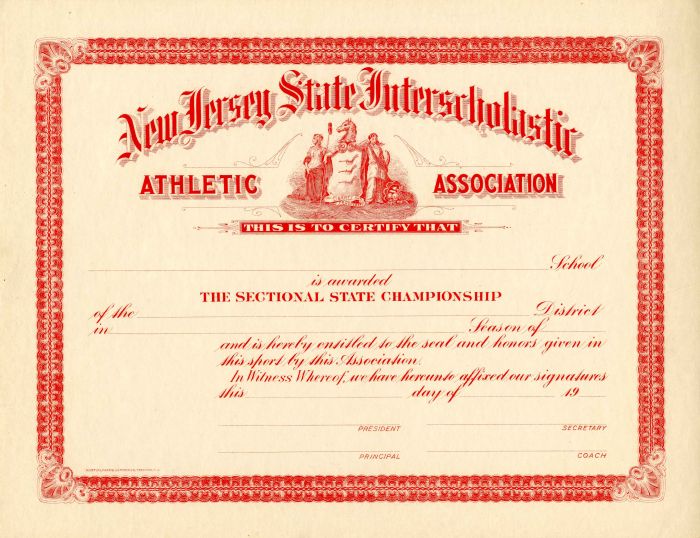 New Jersey State Interscholastic
ATHLETIC ASSOCIATION
THIS IS TO CERTIFY THAT
School
is awarded
THE SECTIONAL STATE CHAMPIONSHIP
of the District
in Season of
and is hereby entitled to the seal and honors given in
this sport by this Association.
In Witness Whereof, we have hereunto affixed our signatures
this day of 19
PRESIDENT SECRETARY
PRINCIPAL COACH